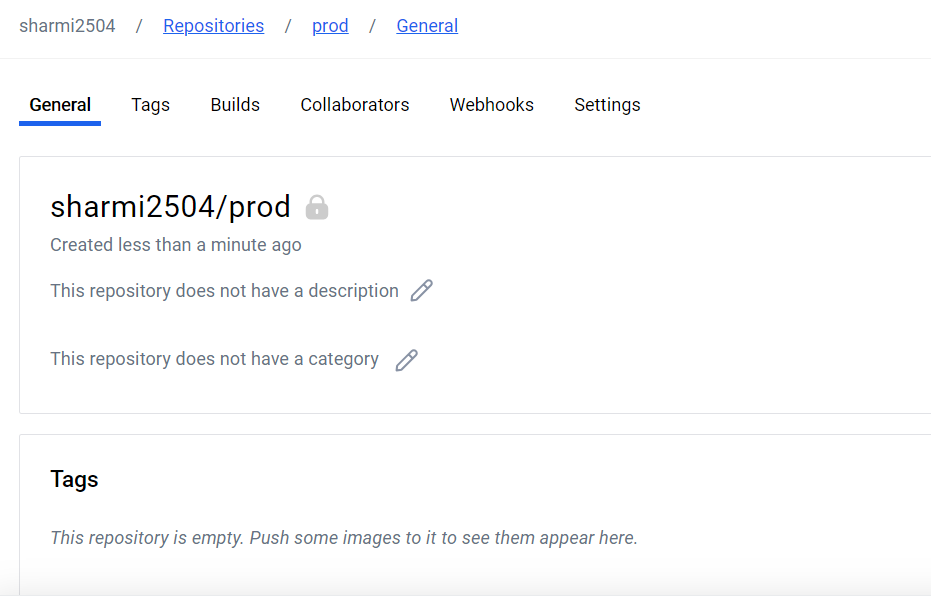 sharmi2504 / Repositories / prod / General
General Tags Builds Collaborators Webhooks Settings
sharmi2504/prod
Created less than a minute ago
This repository does not have a description
This repository does not have a category
Tags
This repository is empty. Push some images to it to see them appear here.